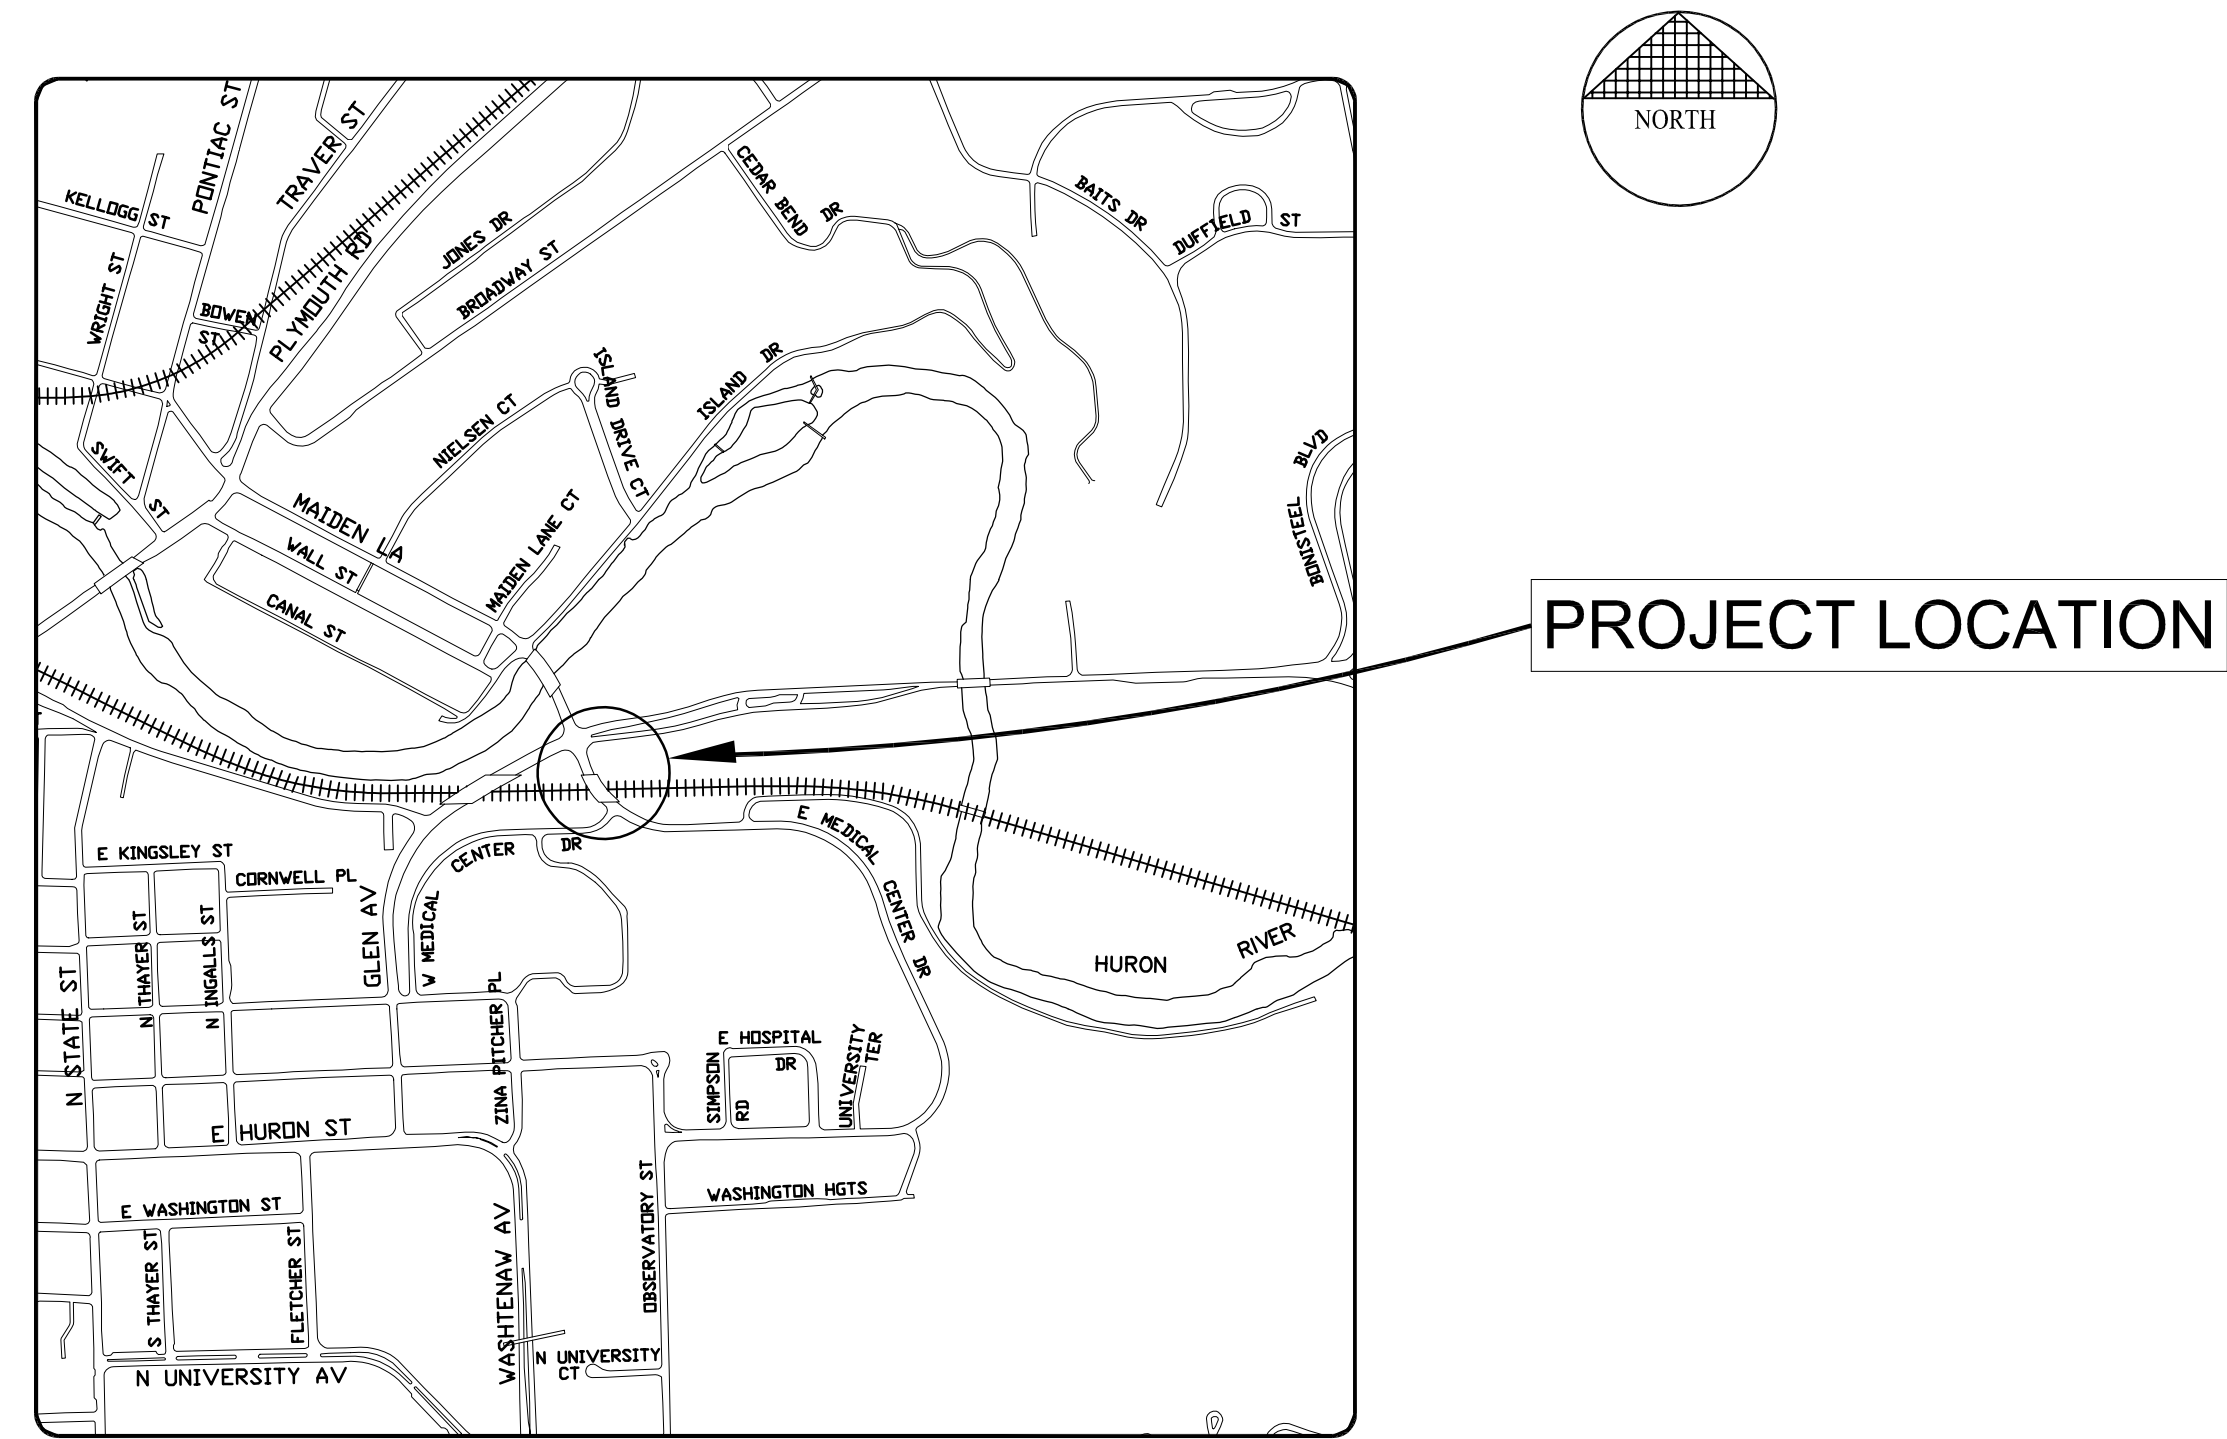 NORTH
PONTIAC ST
TRAVER ST
KELLOGG ST
WRIGHT ST
BOWEN
ST
PLYMOUTH RD
JONES DR
BROADWAY ST
CEDAR BEND DR
BAITS DR
DUFFIELD ST
ISLAND DR
ISLAND DRIVE CT
NIELSEN CT
SWIFT ST
MAIDEN LA
WALL ST
CANAL ST
MAIDEN LANE CT
BONISTEEL BLVD
PROJECT LOCATION
E KINGSLEY ST
CORNWELL PL
N THAYER ST
N INGALLS ST
N STATE ST
GLEN AV
W MEDICAL CENTER DR
E MEDICAL CENTER DR
HURON RIVER
ZINA PITCHER PL
E HOSPITAL
DR
SIMPSON
RD
UNIVERSITY
TER
E HURON ST
WASHINGTON HGTS
E WASHINGTON ST
OBSERVATORY ST
S THAYER ST
FLETCHER ST
WASHTENAW AV
N UNIVERSITY
CT
N UNIVERSITY AV